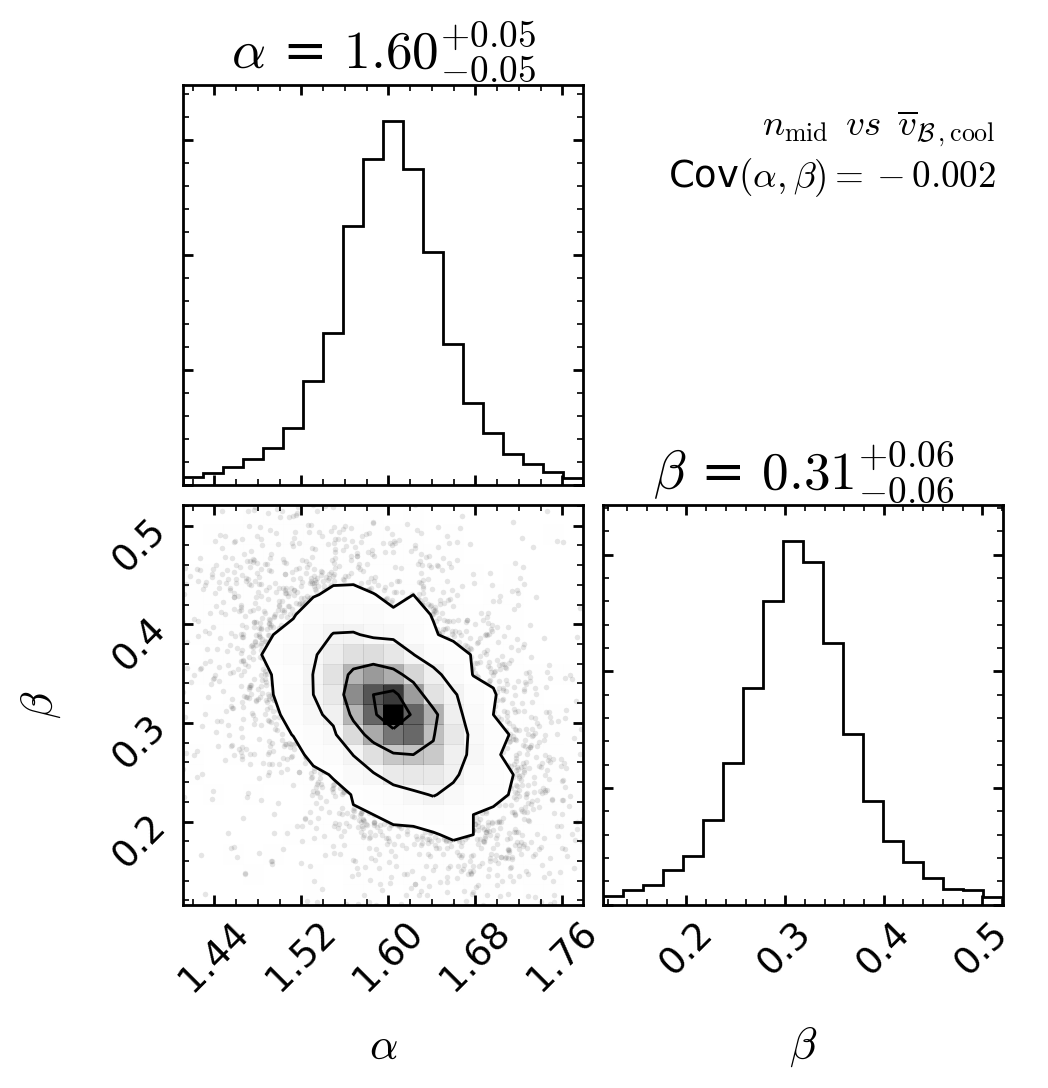 α = 1.60+0.05−0.05
n_mid vs v̅_ℬ, cool
Cov(α, β) = − 0.002
β = 0.31+0.06−0.06
0.5
0.4
0.3
0.2
β
1.44 1.52 1.60 1.68 1.76
0.2 0.3 0.4 0.5
α
β